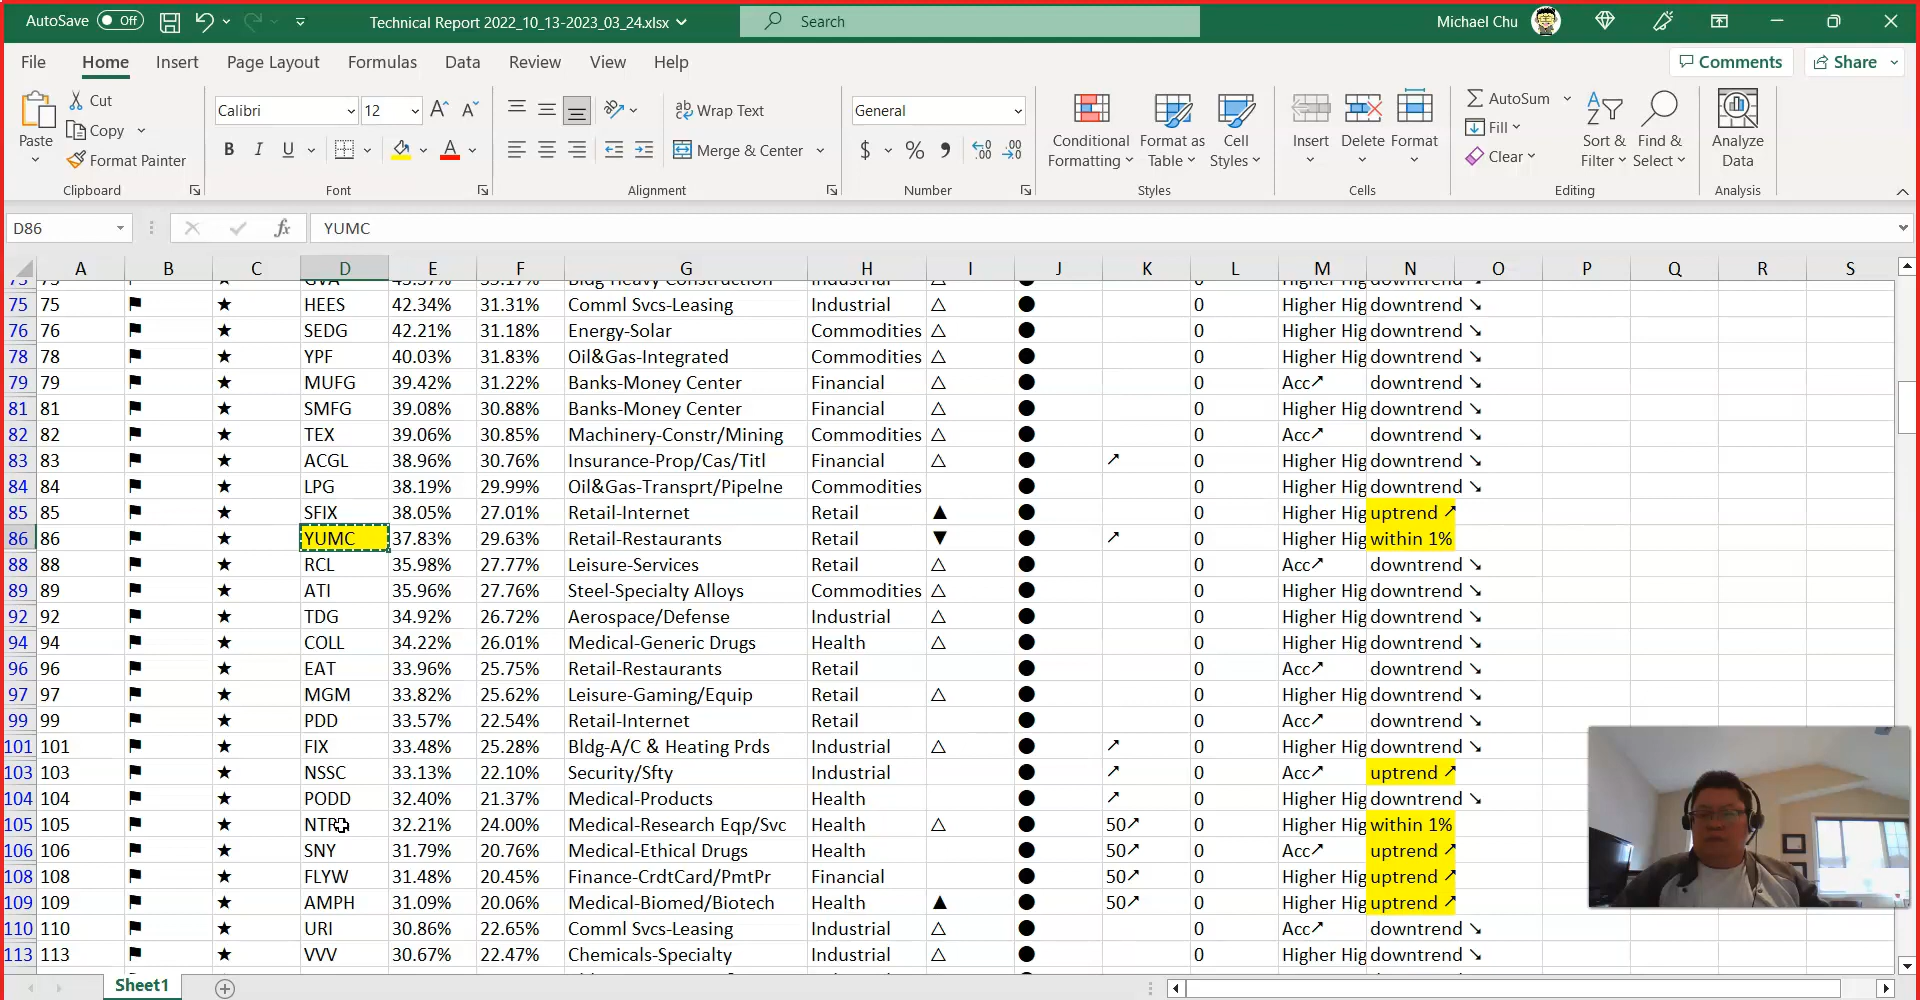 AutoSave Off Technical Report 2022_10_13-2023_03_24.xlsx Search Michael Chu
File Home Insert Page Layout Formulas Data Review View Help Comments Share
Paste Cut Copy Format Painter Clipboard
Calibri 12 B I U Font
Wrap Text Merge & Center Alignment
General $ % Number
Conditional Formatting Format as Table Cell Styles Styles
Insert Delete Format Cells
AutoSum Fill Clear Sort & Filter Find & Select Editing
Analyze Data Analysis
D86 fx YUMC
A B C D E F G H I J K L M N O P Q R S
75 75 ⚑ ★ HEES 42.34% 31.31% Comml Svcs-Leasing Industrial △ ● 0 Higher Hig downtrend ↘
76 76 ⚑ ★ SEDG 42.21% 31.18% Energy-Solar Commodities △ ● 0 Higher Hig downtrend ↘
78 78 ⚑ ★ YPF 40.03% 31.83% Oil&Gas-Integrated Commodities △ ● 0 Higher Hig downtrend ↘
79 79 ⚑ ★ MUFG 39.42% 31.22% Banks-Money Center Financial △ ● 0 Acc↗ downtrend ↘
81 81 ⚑ ★ SMFG 39.08% 30.88% Banks-Money Center Financial △ ● 0 Higher Hig downtrend ↘
82 82 ⚑ ★ TEX 39.06% 30.85% Machinery-Constr/Mining Commodities △ ● 0 Acc↗ downtrend ↘
83 83 ⚑ ★ ACGL 38.96% 30.76% Insurance-Prop/Cas/Titl Financial △ ● ↗ 0 Higher Hig downtrend ↘
84 84 ⚑ ★ LPG 38.19% 29.99% Oil&Gas-Transprt/Pipelne Commodities ● 0 Higher Hig downtrend ↘
85 85 ⚑ ★ SFIX 38.05% 27.01% Retail-Internet Retail ▲ ● 0 Higher Hig uptrend ↗
86 86 ⚑ ★ YUMC 37.83% 29.63% Retail-Restaurants Retail ▼ ● ↗ 0 Higher Hig within 1%
88 88 ⚑ ★ RCL 35.98% 27.77% Leisure-Services Retail △ ● 0 Acc↗ downtrend ↘
89 89 ⚑ ★ ATI 35.96% 27.76% Steel-Specialty Alloys Commodities △ ● 0 Higher Hig downtrend ↘
92 92 ⚑ ★ TDG 34.92% 26.72% Aerospace/Defense Industrial △ ● 0 Higher Hig downtrend ↘
94 94 ⚑ ★ COLL 34.22% 26.01% Medical-Generic Drugs Health △ ● 0 Higher Hig downtrend ↘
96 96 ⚑ ★ EAT 33.96% 25.75% Retail-Restaurants Retail ● 0 Acc↗ downtrend ↘
97 97 ⚑ ★ MGM 33.82% 25.62% Leisure-Gaming/Equip Retail △ ● 0 Higher Hig downtrend ↘
99 99 ⚑ ★ PDD 33.57% 22.54% Retail-Internet Retail ● 0 Acc↗ downtrend ↘
101 101 ⚑ ★ FIX 33.48% 25.28% Bldg-A/C & Heating Prds Industrial △ ● ↗ 0 Higher Hig downtrend ↘
103 103 ⚑ ★ NSSC 33.13% 22.10% Security/Sfty Industrial ● ↗ 0 Acc↗ uptrend ↗
104 104 ⚑ ★ PODD 32.40% 21.37% Medical-Products Health ● ↗ 0 Higher Hig downtrend ↘
105 105 ⚑ ★ 32.21% 24.00% Medical-Research Eqp/Svc Health △ ● 50↗ 0 Higher Hig within 1%
106 106 ⚑ ★ SNY 31.79% 20.76% Medical-Ethical Drugs Health ● 50↗ 0 Acc↗ uptrend ↗
108 108 ⚑ ★ FLYW 31.48% 20.45% Finance-CrdtCard/PmtPr Financial ● 50↗ 0 Higher Hig uptrend ↗
109 109 ⚑ ★ AMPH 31.09% 20.06% Medical-Biomed/Biotech Health ▲ ● 50↗ 0 Higher Hig uptrend ↗
110 110 ⚑ ★ URI 30.86% 22.65% Comml Svcs-Leasing Industrial △ ● 0 Acc↗ downtrend ↘
113 113 ⚑ ★ VVV 30.67% 22.47% Chemicals-Specialty Industrial △ ● 0 Higher Hig downtrend ↘
Sheet1